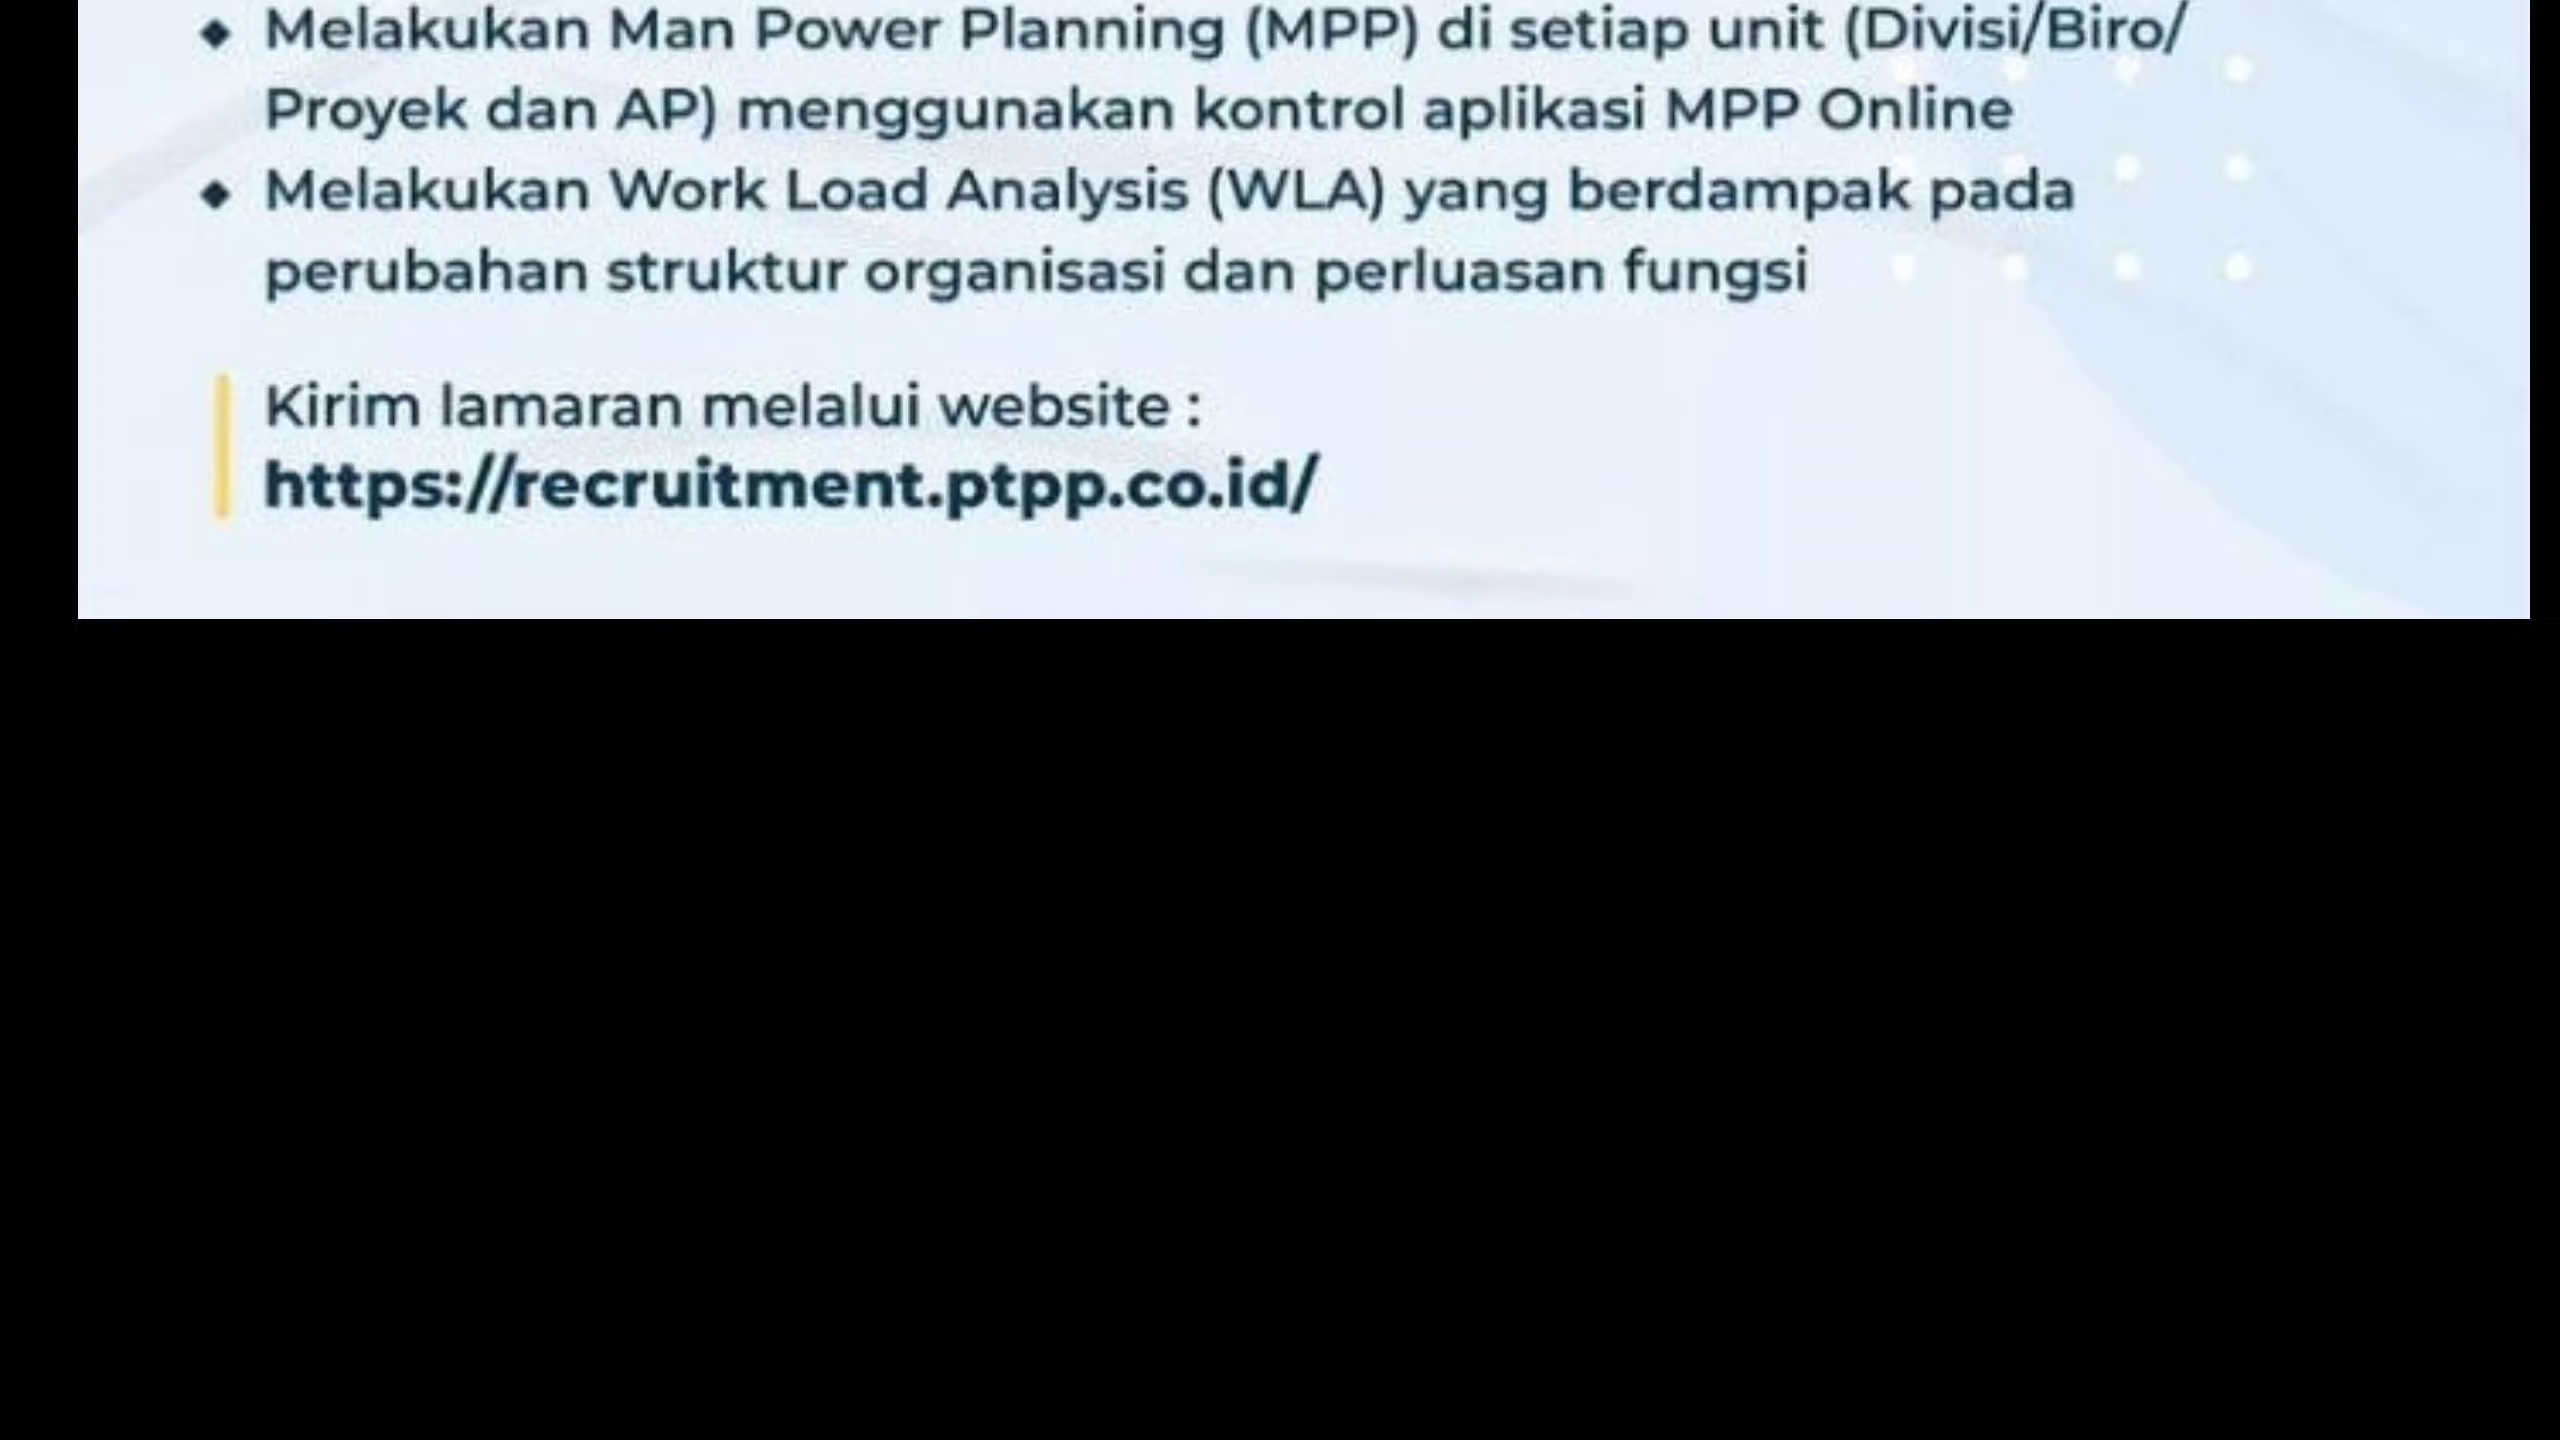 ◆ Melakukan Man Power Planning (MPP) di setiap unit (Divisi/Biro/
Proyek dan AP) menggunakan kontrol aplikasi MPP Online
◆ Melakukan Work Load Analysis (WLA) yang berdampak pada
perubahan struktur organisasi dan perluasan fungsi
Kirim lamaran melalui website :
https://recruitment.ptpp.co.id/